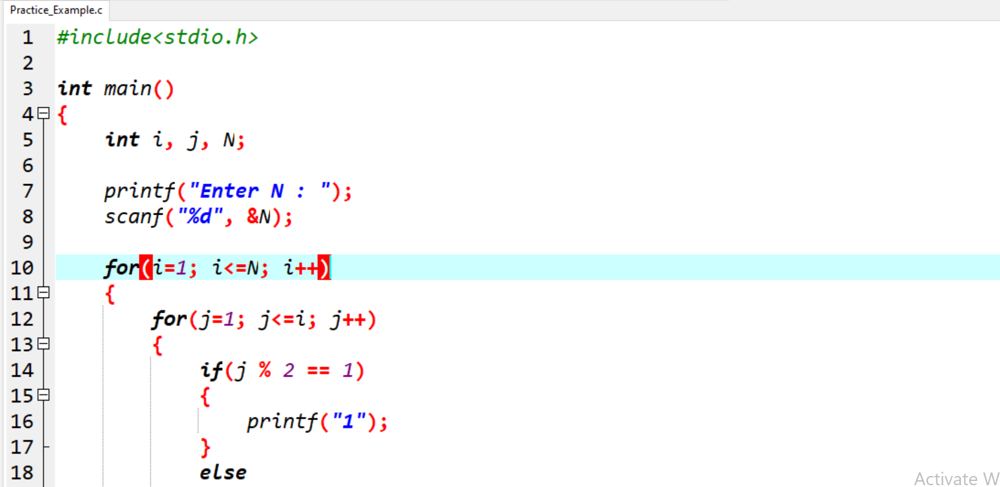 Practice_Example.c
1 #include<stdio.h>
2
3 int main()
4 {
5     int i, j, N;
6
7     printf("Enter N : ");
8     scanf("%d", &N);
9
10     for(i=1; i<=N; i++)
11     {
12         for(j=1; j<=i; j++)
13         {
14             if(j % 2 == 1)
15             {
16                 printf("1");
17             }
18             else
Activate W